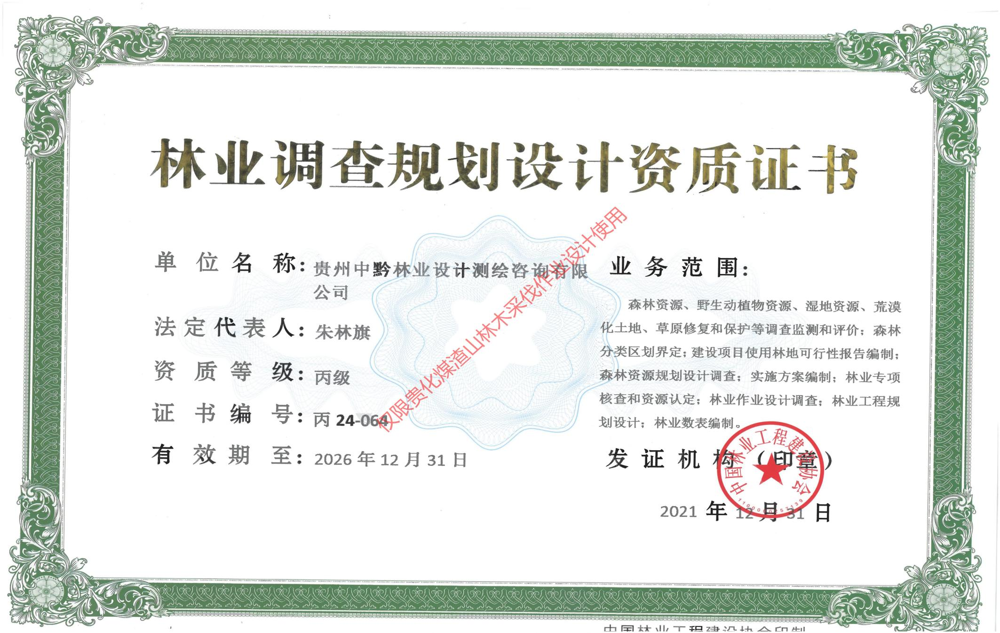 林业调查规划设计资质证书
单位名称：贵州中黔林业设计测绘咨询有限
公司
法定代表人：朱林旗
资质等级：丙级
证书编号：丙 24-064
有效期至：2026 年 12 月 31 日
业务范围：
森林资源、野生动植物资源、湿地资源、荒漠
化土地、草原修复和保护等调查监测和评价；森林
分类区划界定；建设项目使用林地可行性报告编制；
森林资源规划设计调查；实施方案编制；林业专项
核查和资源认定；林业作业设计调查；林业工程规
划设计；林业数表编制。
发证机构（印章）
中国林业工程建设协会
1100000257139
2021 年 12 月 31 日
仅限贵化煤渣山林木采伐作业设计使用
中国林业工程建设协会印制